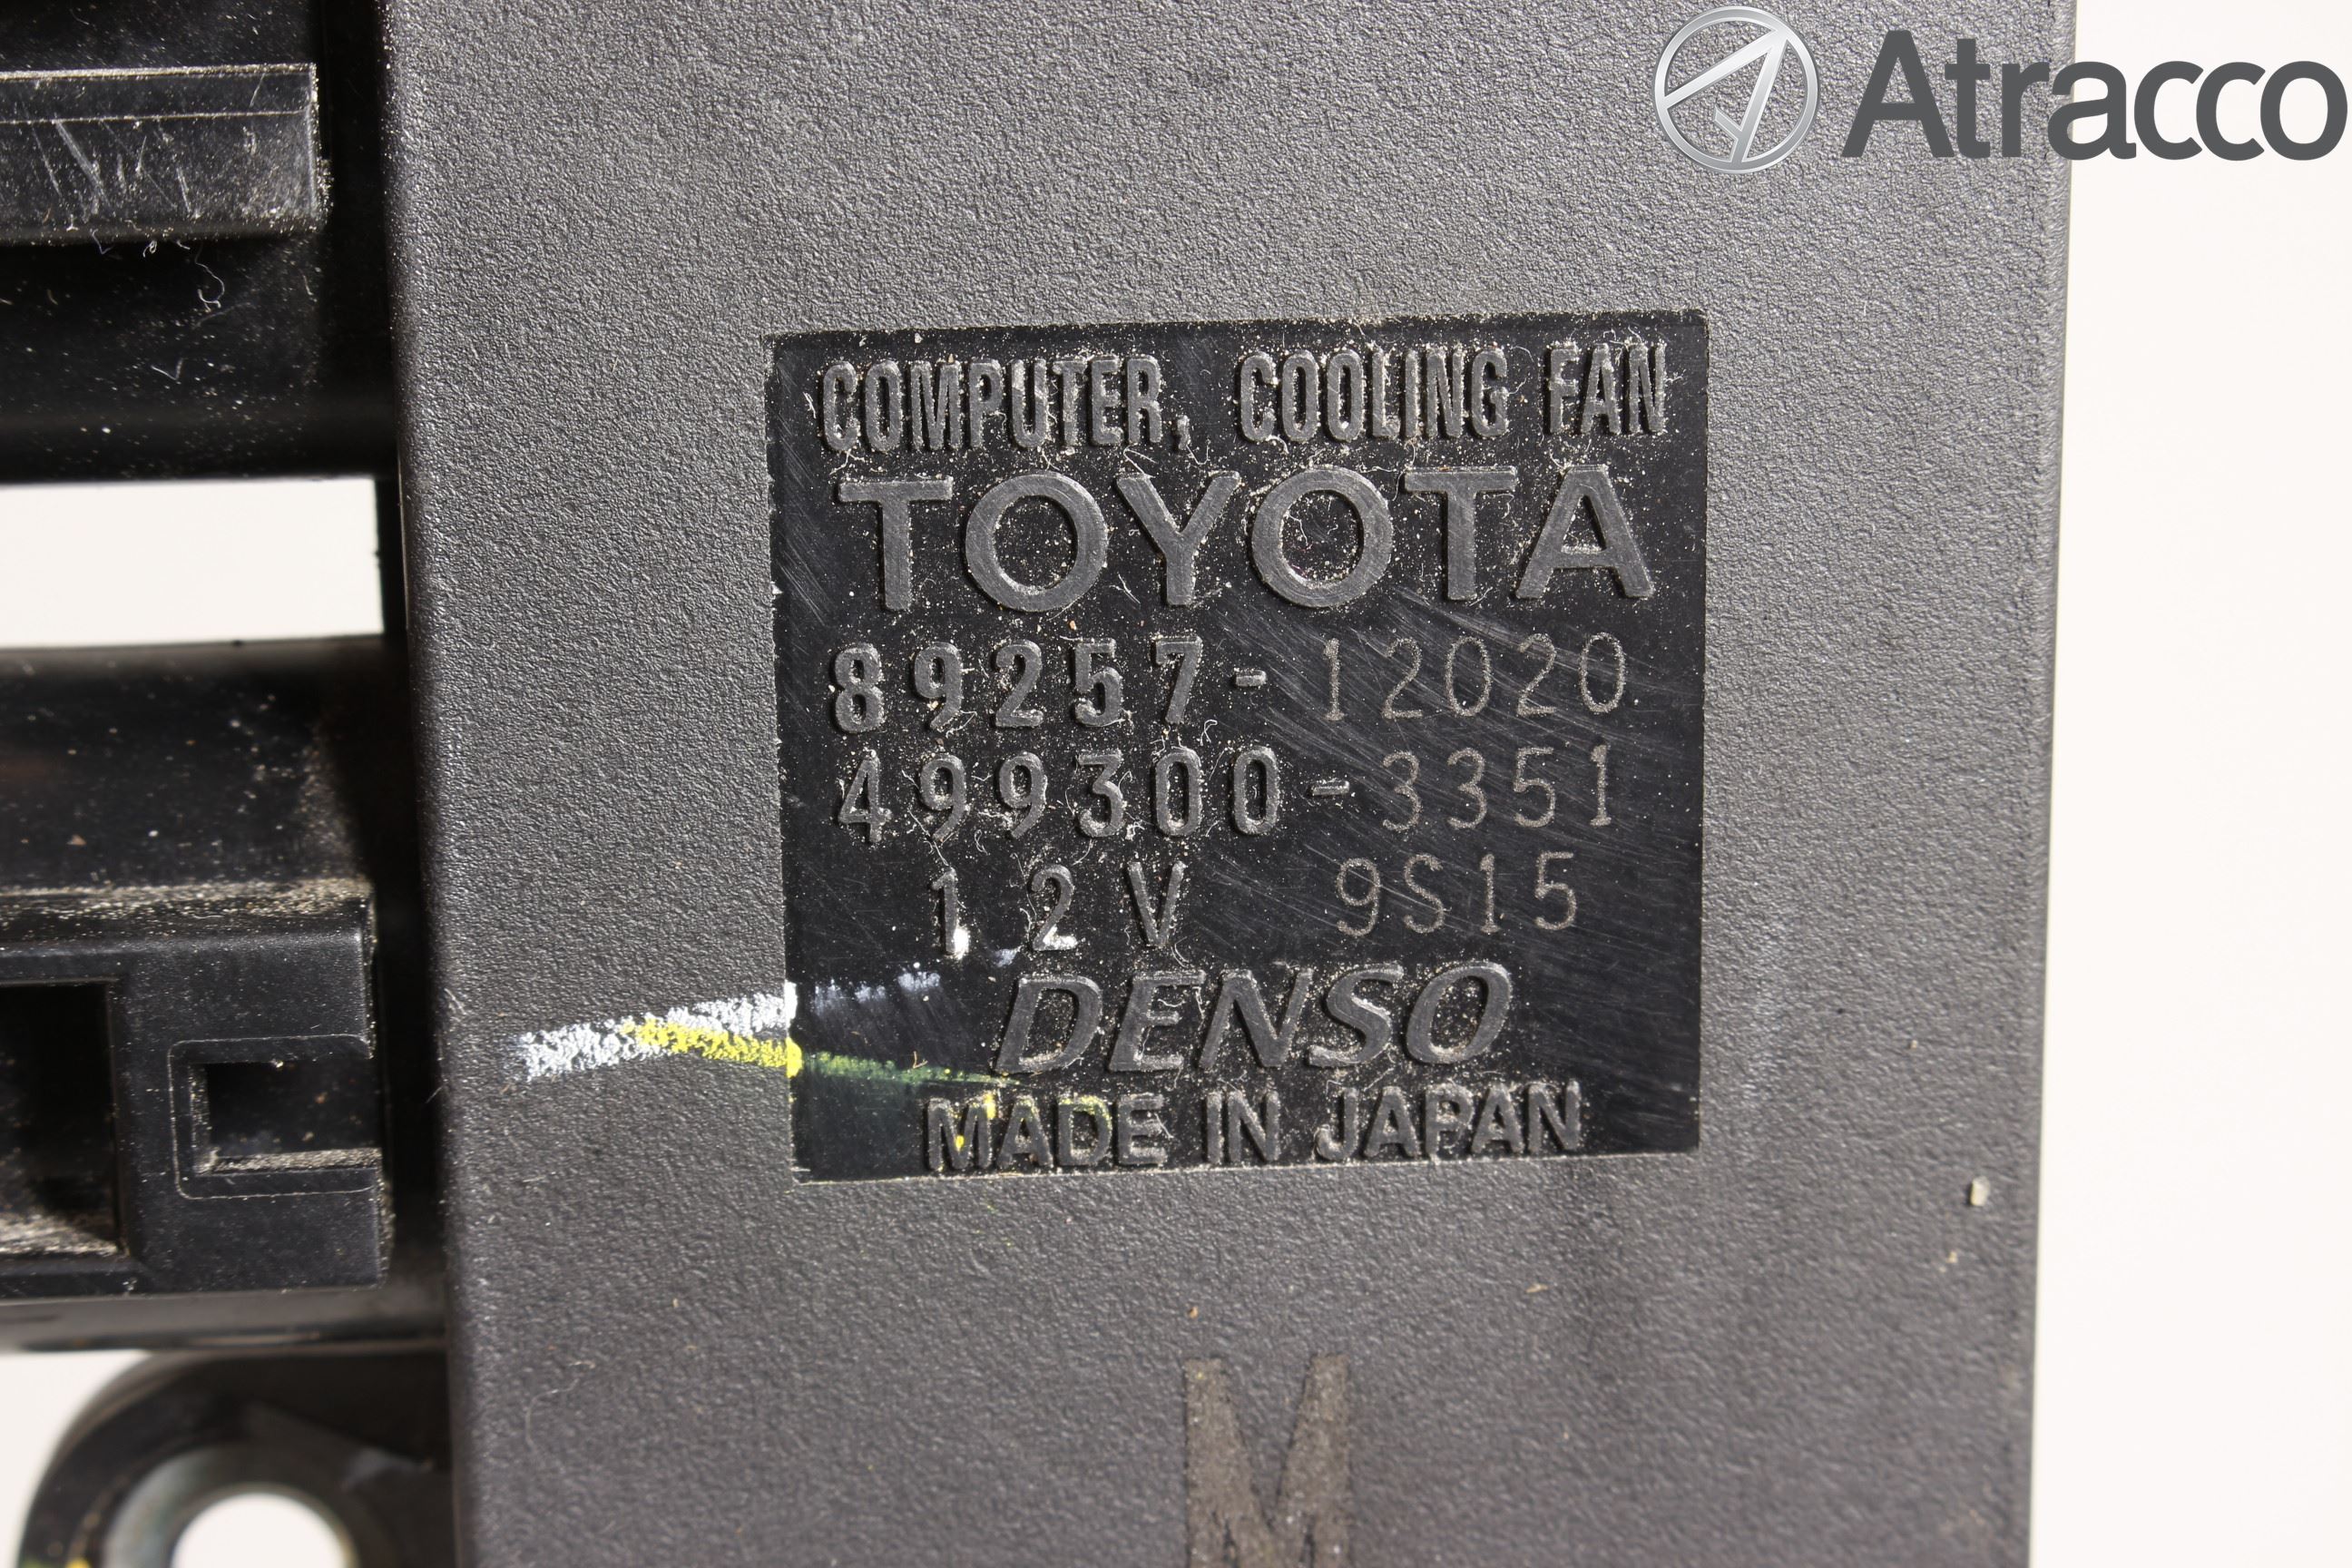 Atracco
COMPUTER, COOLING FAN
TOYOTA
89257-12020
499300-3351
12V 9S15
DENSO
MADE IN JAPAN
M